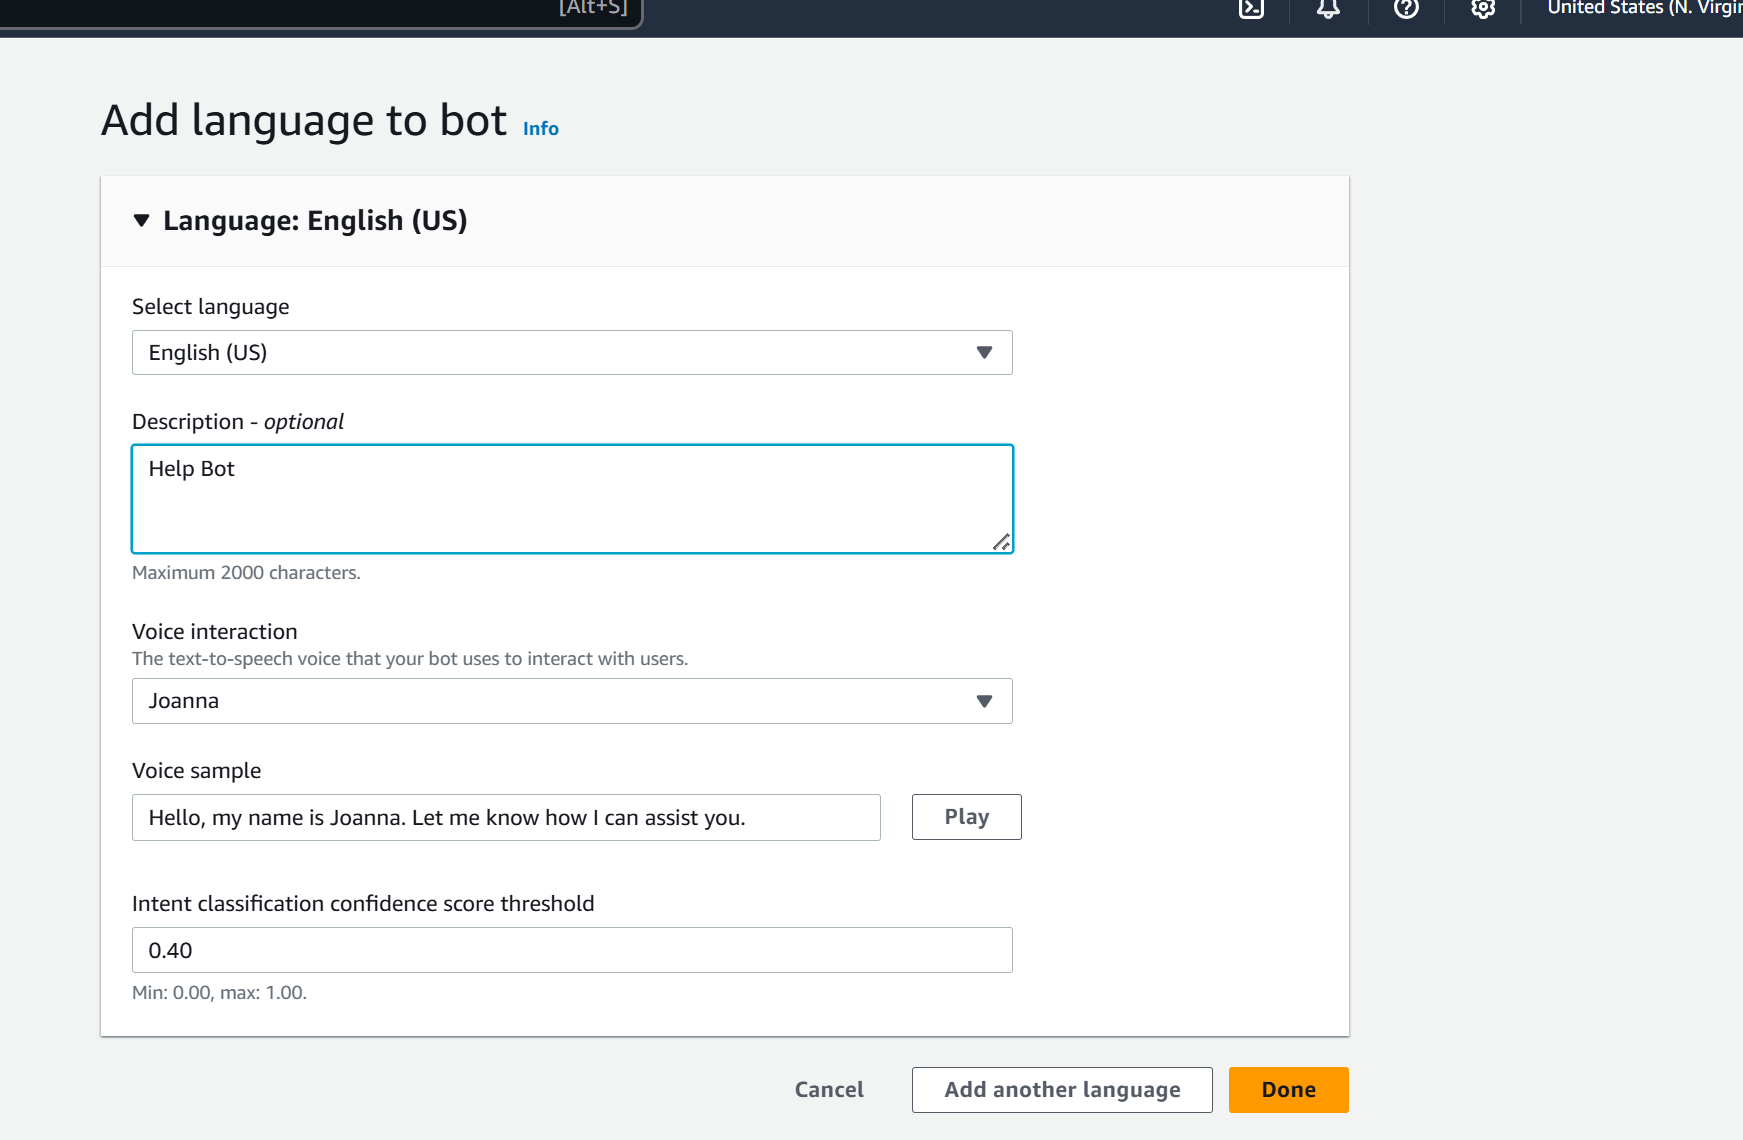 [Alt+S]
United States (N. Virgin
Add language to bot Info
Language: English (US)
Select language
English (US)
Description - optional
Help Bot
Maximum 2000 characters.
Voice interaction
The text-to-speech voice that your bot uses to interact with users.
Joanna
Voice sample
Hello, my name is Joanna. Let me know how I can assist you.
Play
Intent classification confidence score threshold
0.40
Min: 0.00, max: 1.00.
Cancel
Add another language
Done